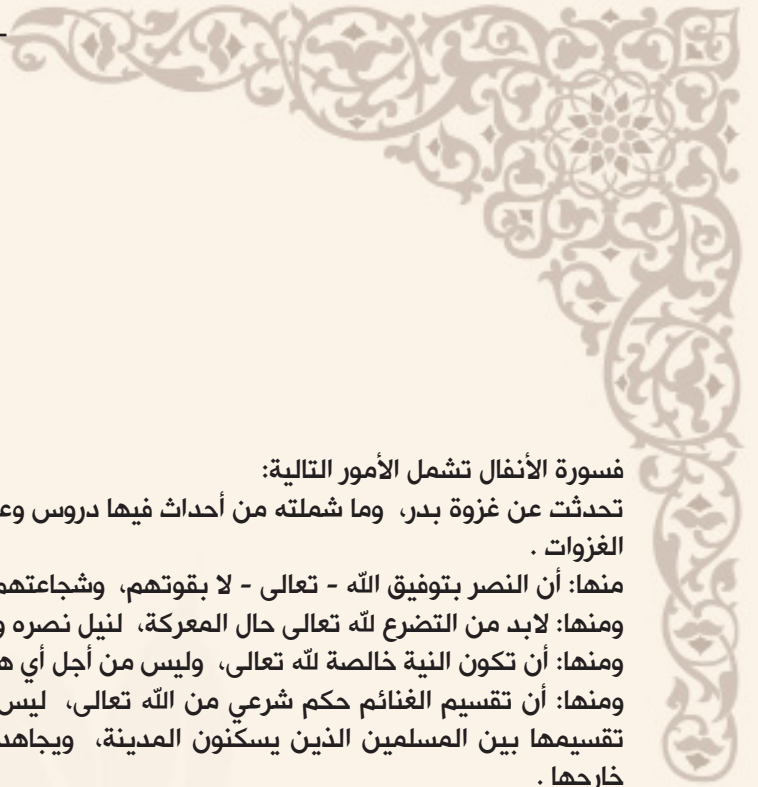 فسورة الأنفال تشمل الأمور التالية:
تحدثت عن غزوة بدر، وما شملته من أحداث فيها دروس
الغزوات .
منها: أن النصر بتوفيق الله - تعالى - لا بقوتهم، وشجاعتهم
ومنها: لابد من التضرع لله تعالى حال المعركة، لنيل نصره
ومنها: أن تكون النية خالصة لله تعالى، وليس من أجل أي
ومنها: أن تقسيم الغنائم حكم شرعي من الله تعالى، ليس
تقسيمها بين المسلمين الذين يسكنون المدينة،
خارجها .